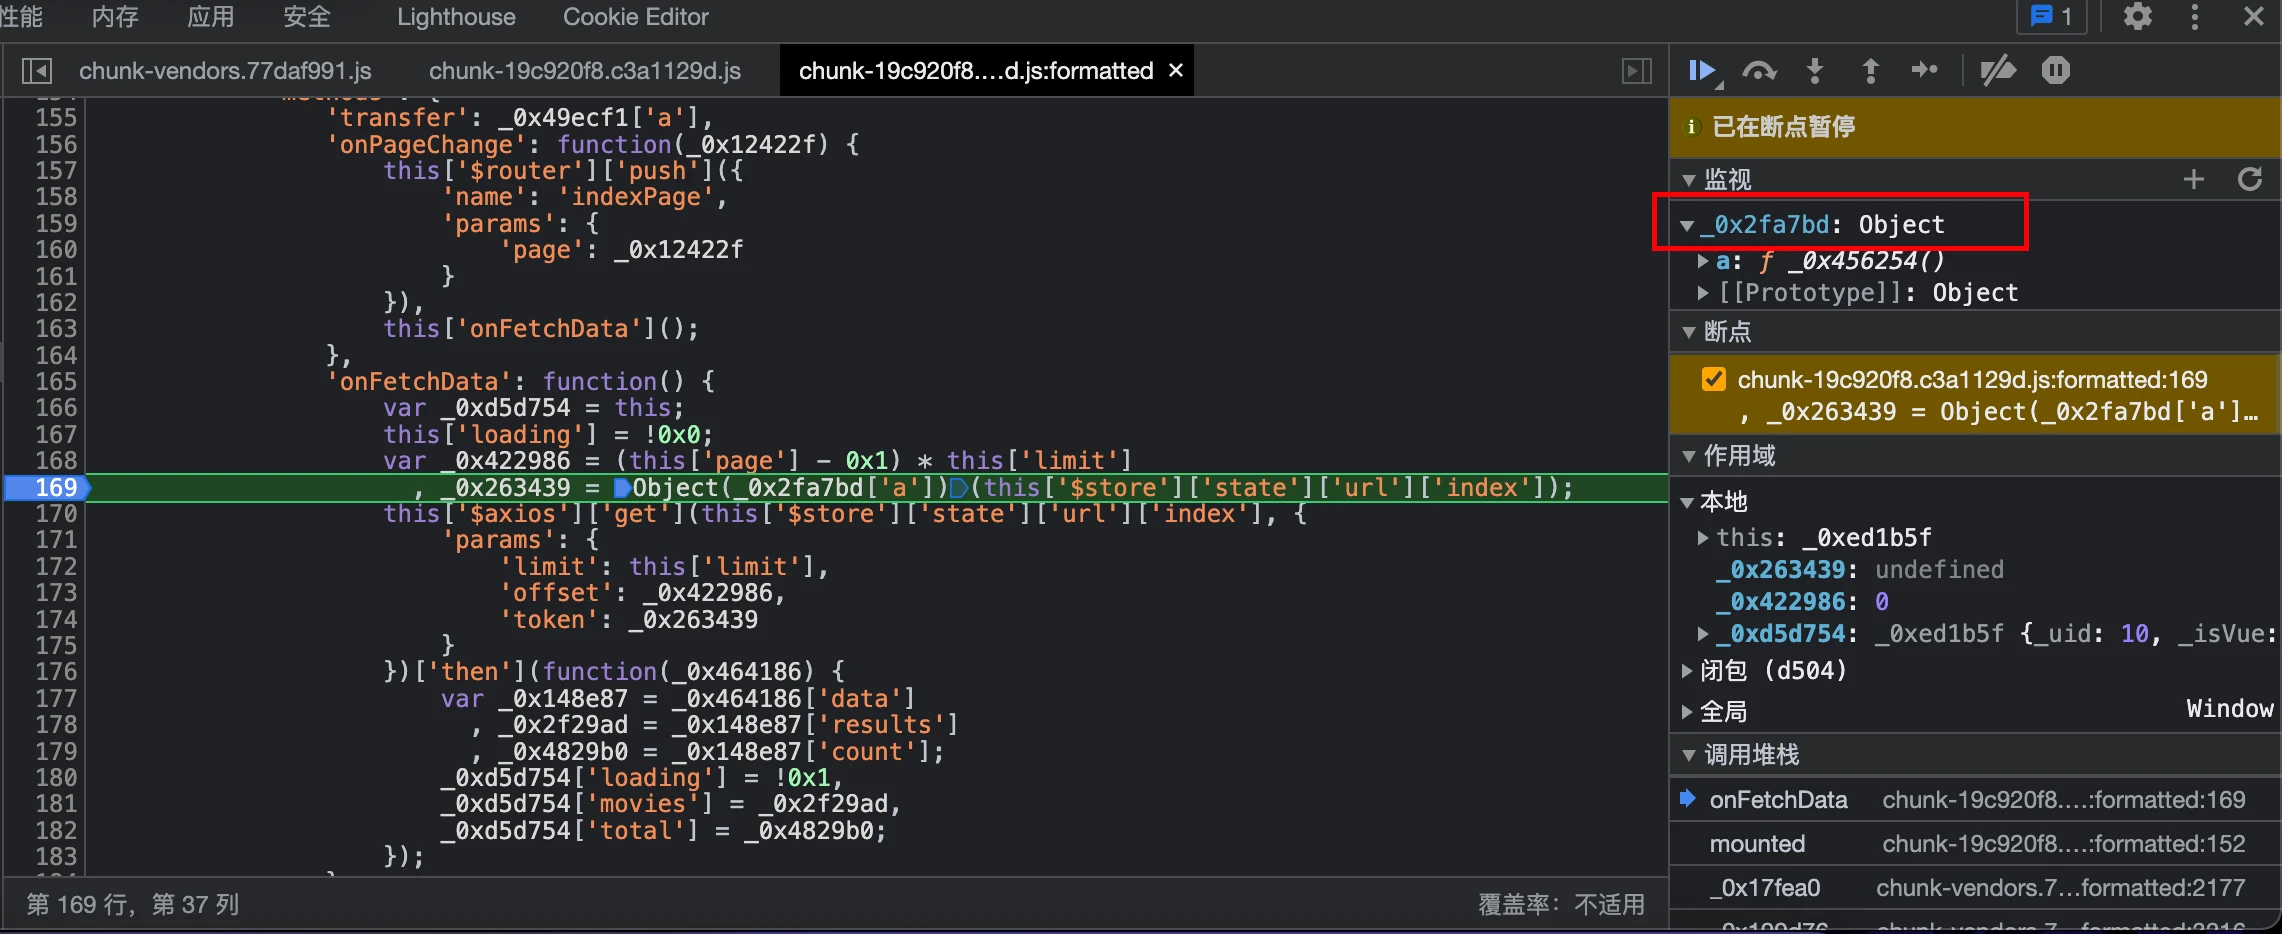 性能 内存 应用 安全 Lighthouse Cookie Editor 1
chunk-vendors.77daf991.js chunk-19c920f8.c3a1129d.js chunk-19c920f8....d.js:formatted ×
155 'transfer': _0x49ecf1['a'],
156 'onPageChange': function(_0x12422f) {
157 this['$router']['push']({
158 'name': 'indexPage',
159 'params': {
160 'page': _0x12422f
161 }
162 }),
163 this['onFetchData']();
164 },
165 'onFetchData': function() {
166 var _0xd5d754 = this;
167 this['loading'] = !0x0;
168 var _0x422986 = (this['page'] - 0x1) * this['limit']
169 , _0x263439 = Object(_0x2fa7bd['a'])(this['$store']['state']['url']['index']);
170 this['$axios']['get'](this['$store']['state']['url']['index'], {
171 'params': {
172 'limit': this['limit'],
173 'offset': _0x422986,
174 'token': _0x263439
175 }
176 })['then'](function(_0x464186) {
177 var _0x148e87 = _0x464186['data']
178 , _0x2f29ad = _0x148e87['results']
179 , _0x4829b0 = _0x148e87['count'];
180 _0xd5d754['loading'] = !0x1,
181 _0xd5d754['movies'] = _0x2f29ad,
182 _0xd5d754['total'] = _0x4829b0;
183 });
第 169 行，第 37 列 覆盖率：不适用
已在断点暂停
监视
_0x2fa7bd: Object
a: ƒ _0x456254()
[[Prototype]]: Object
断点
chunk-19c920f8.c3a1129d.js:formatted:169
, _0x263439 = Object(_0x2fa7bd['a']…
作用域
本地
this: _0xed1b5f
_0x263439: undefined
_0x422986: 0
_0xd5d754: _0xed1b5f {_uid: 10, _isVue:
闭包 (d504)
全局 Window
调用堆栈
onFetchData chunk-19c920f8....:formatted:169
mounted chunk-19c920f8....:formatted:152
_0x17fea0 chunk-vendors.7...formatted:2177